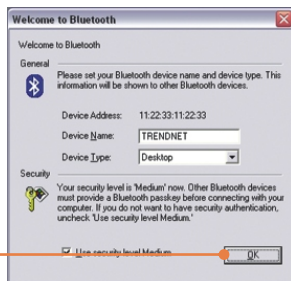 Welcome to Bluetooth
Welcome to Bluetooth
General
Please set your Bluetooth device name and device type. This
information will be shown to other Bluetooth devices.
Device Address: 11:22:33:11:22:33
Device Name: TRENDNET
Device Type: Desktop
Security
Your security level is 'Medium' now. Other Bluetooth devices
must provide a Bluetooth passkey before connecting with your
computer. If you do not want to have security authentication,
uncheck 'Use security level Medium.'
Use security level Medium
OK